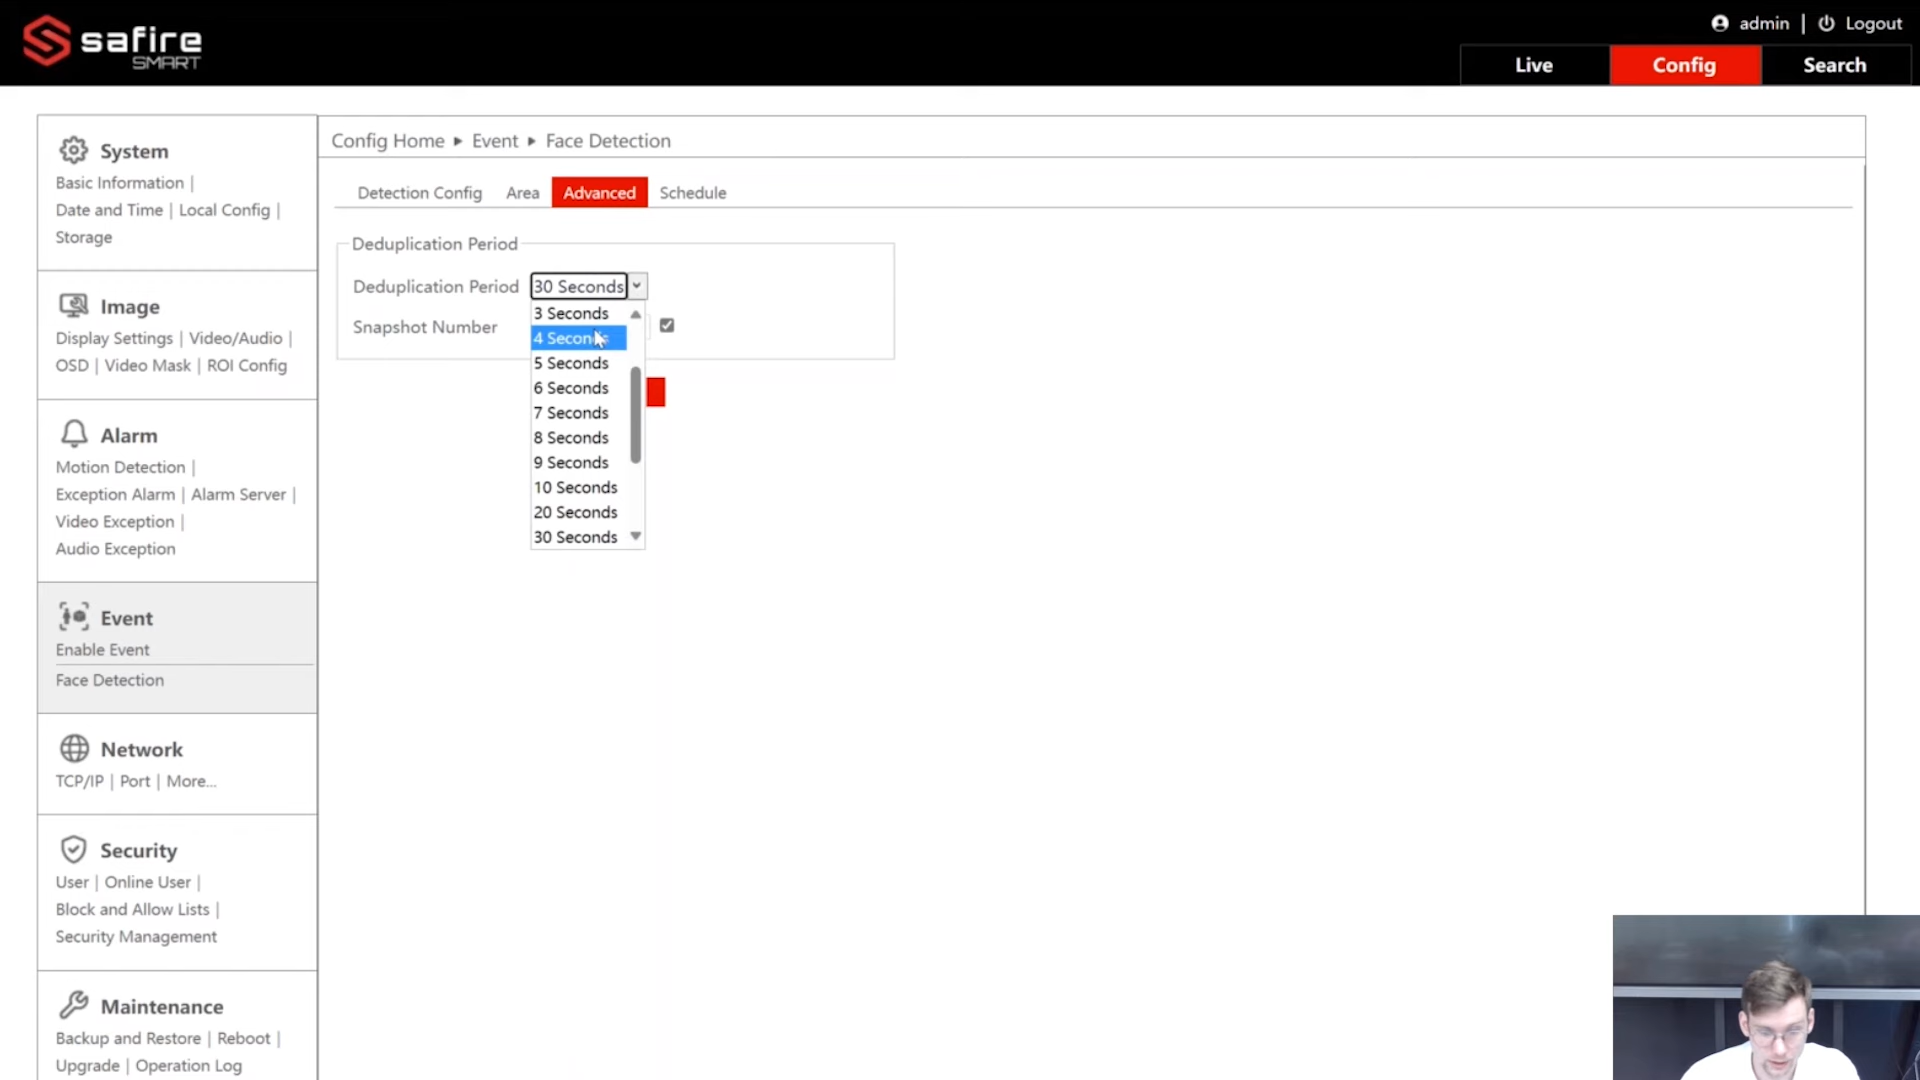 safire
SMART
admin | Logout
Live Config Search
System
Basic Information |
Date and Time | Local Config |
Storage
Image
Display Settings | Video/Audio |
OSD | Video Mask | ROI Config
Alarm
Motion Detection |
Exception Alarm | Alarm Server |
Video Exception |
Audio Exception
Event
Enable Event
Face Detection
Network
TCP/IP | Port | More...
Security
User | Online User |
Block and Allow Lists |
Security Management
Maintenance
Backup and Restore | Reboot |
Upgrade | Operation Log
Config Home ▸ Event ▸ Face Detection
Detection Config Area Advanced Schedule
Deduplication Period
Deduplication Period 30 Seconds
Snapshot Number
3 Seconds
4 Seconds
5 Seconds
6 Seconds
7 Seconds
8 Seconds
9 Seconds
10 Seconds
20 Seconds
30 Seconds